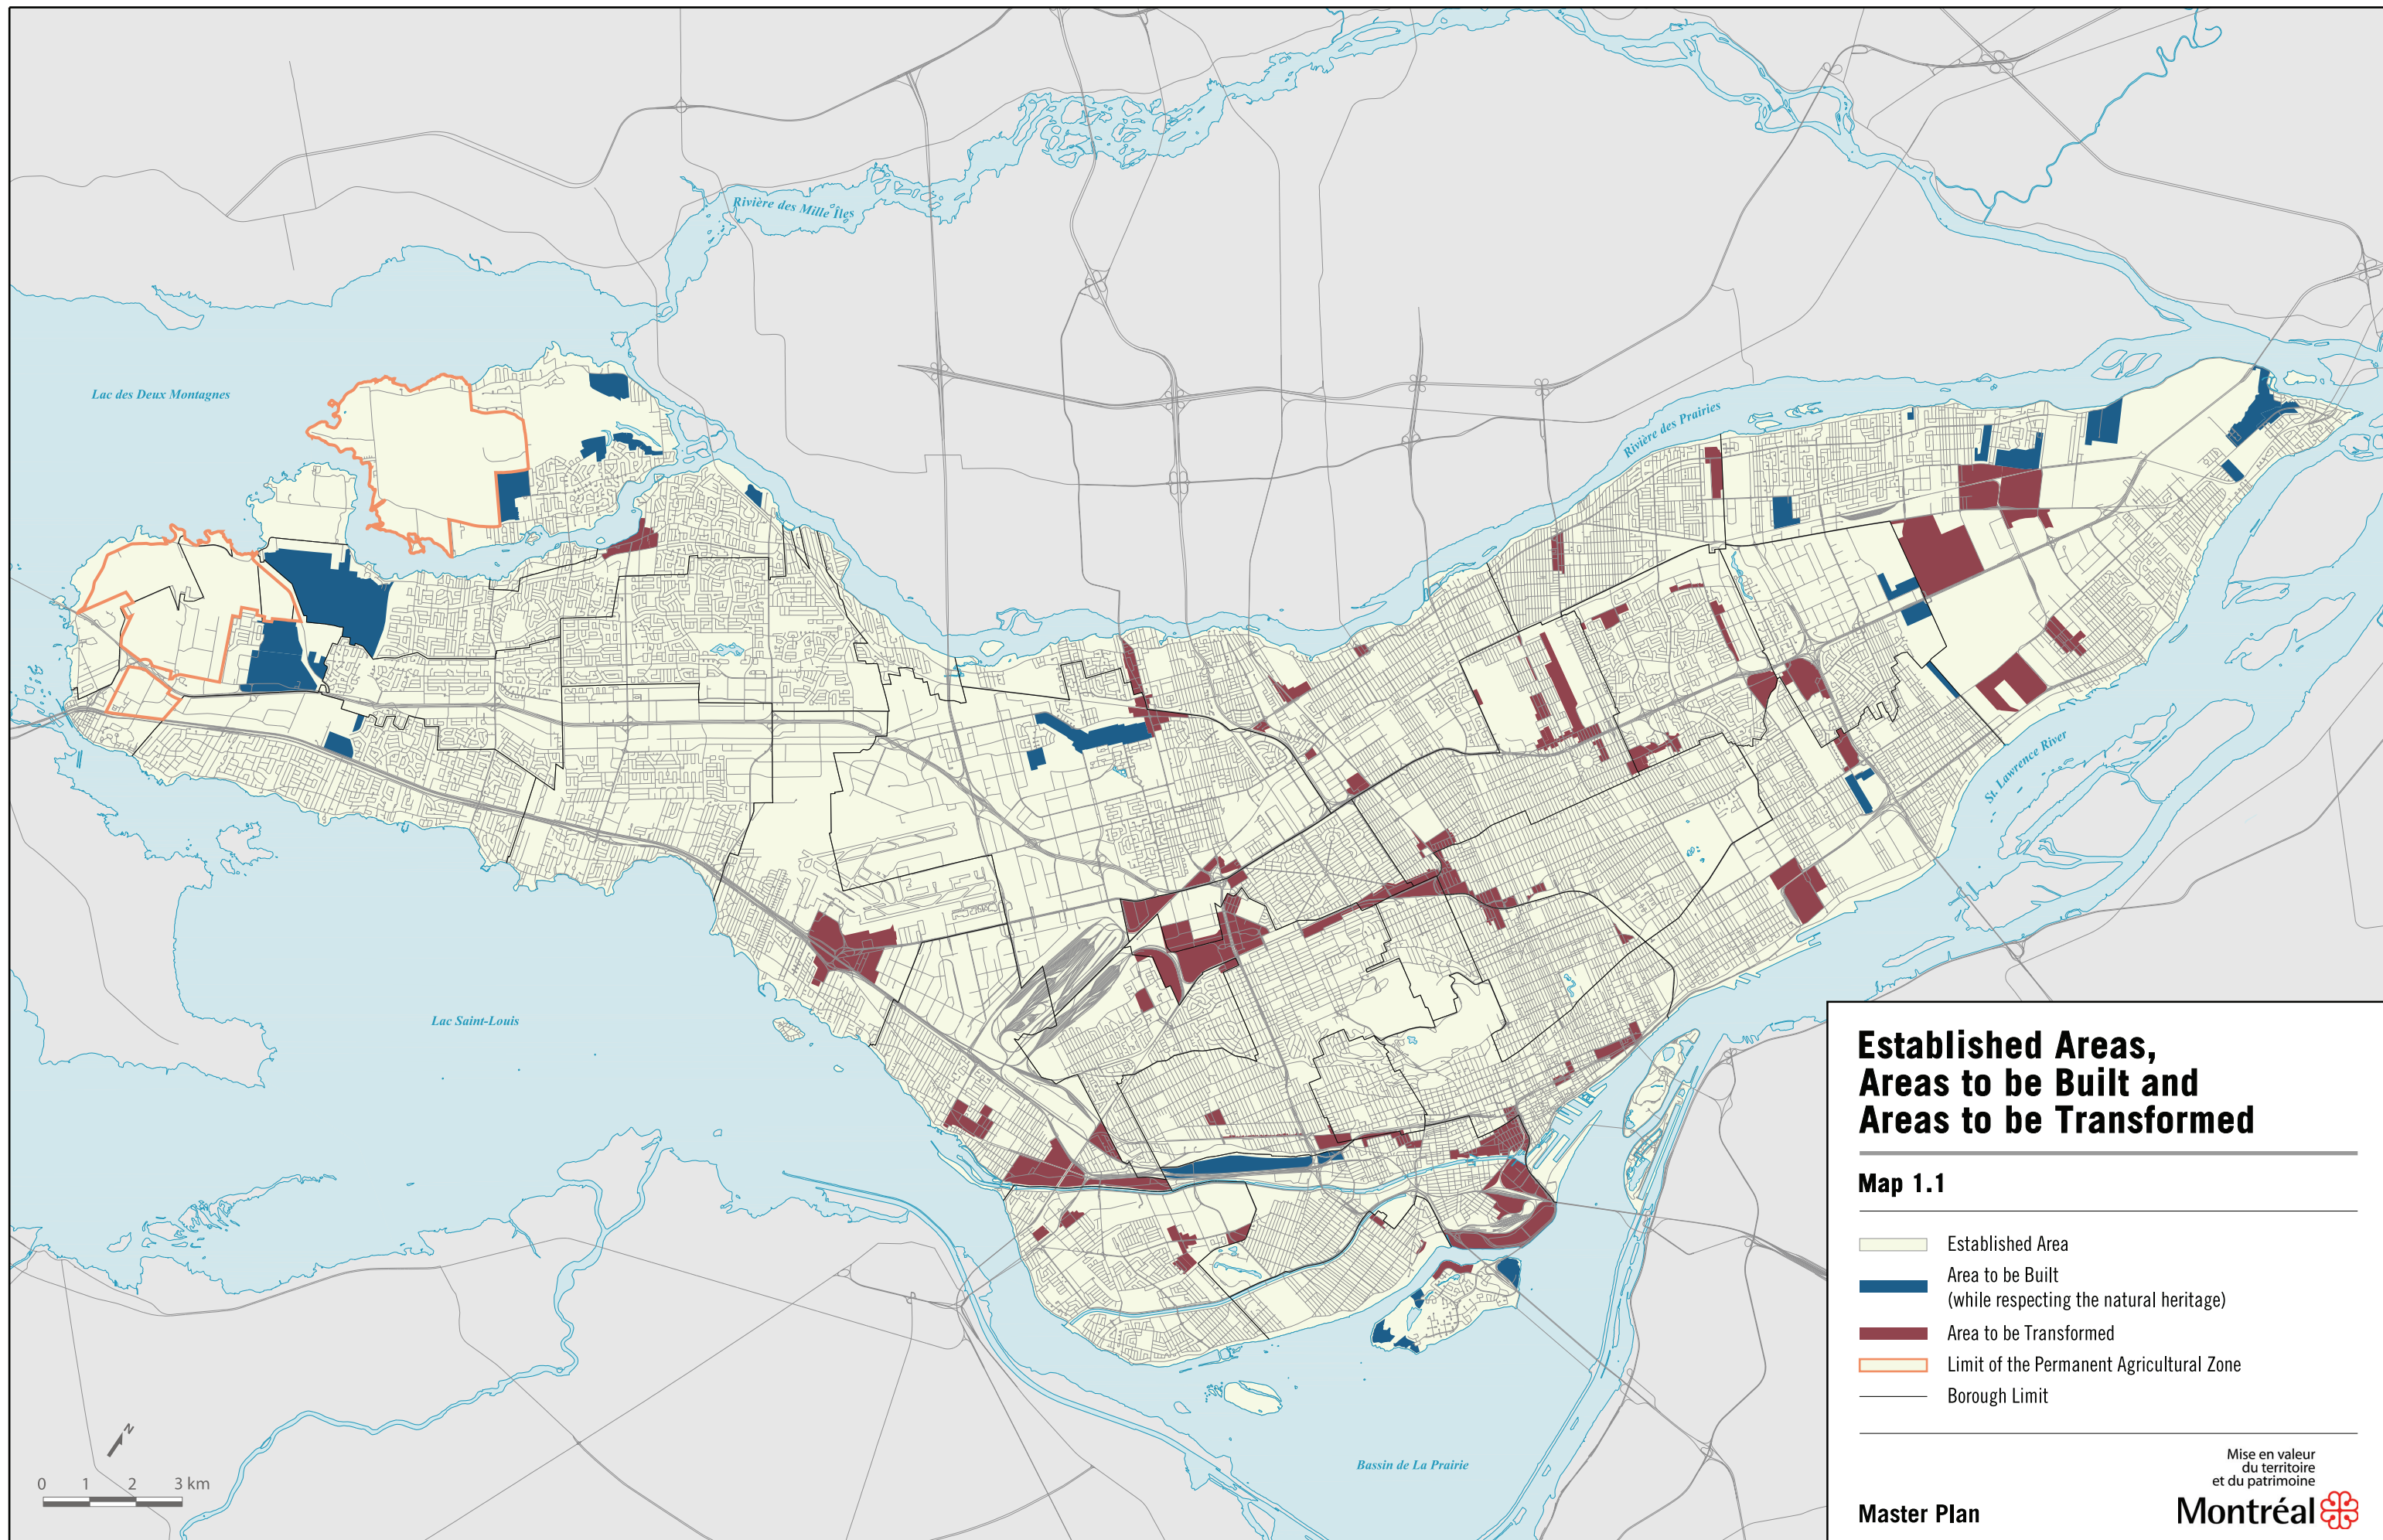 Rivière des Mille Îles
Lac des Deux Montagnes
Rivière des Prairies
St. Lawrence River
Lac Saint-Louis
Bassin de La Prairie
N
0 1 2 3 km
Established Areas,
Areas to be Built and
Areas to be Transformed
Map 1.1
Established Area
Area to be Built
(while respecting the natural heritage)
Area to be Transformed
Limit of the Permanent Agricultural Zone
Borough Limit
Mise en valeur
du territoire
et du patrimoine
Master Plan
Montréal